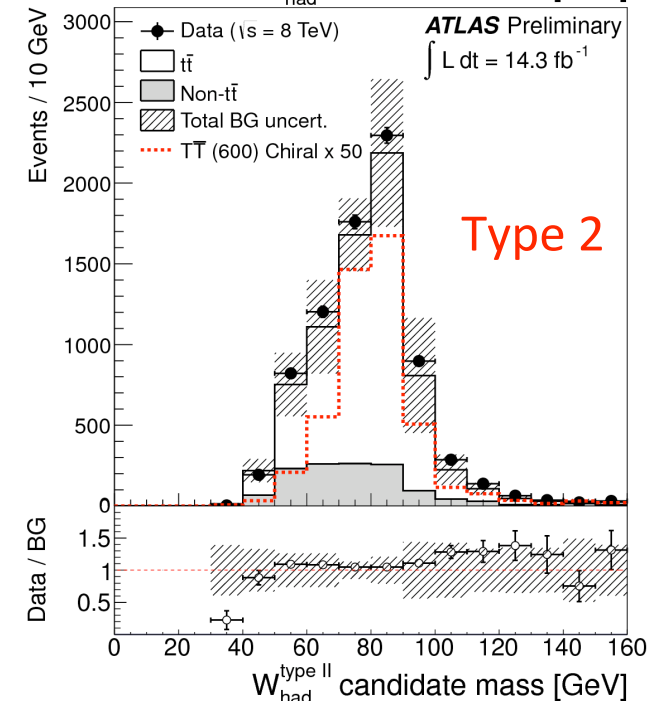 had
3000
2500
2000
1500
1000
500
0
Events / 10 GeV
Data (√s = 8 TeV)
tt̅
Non-tt̅
Total BG uncert.
TT̅ (600) Chiral x 50
ATLAS Preliminary
∫ L dt = 14.3 fb⁻¹
Type 2
1.5
1
0.5
Data / BG
0 20 40 60 80 100 120 140 160
W had type II candidate mass [GeV]